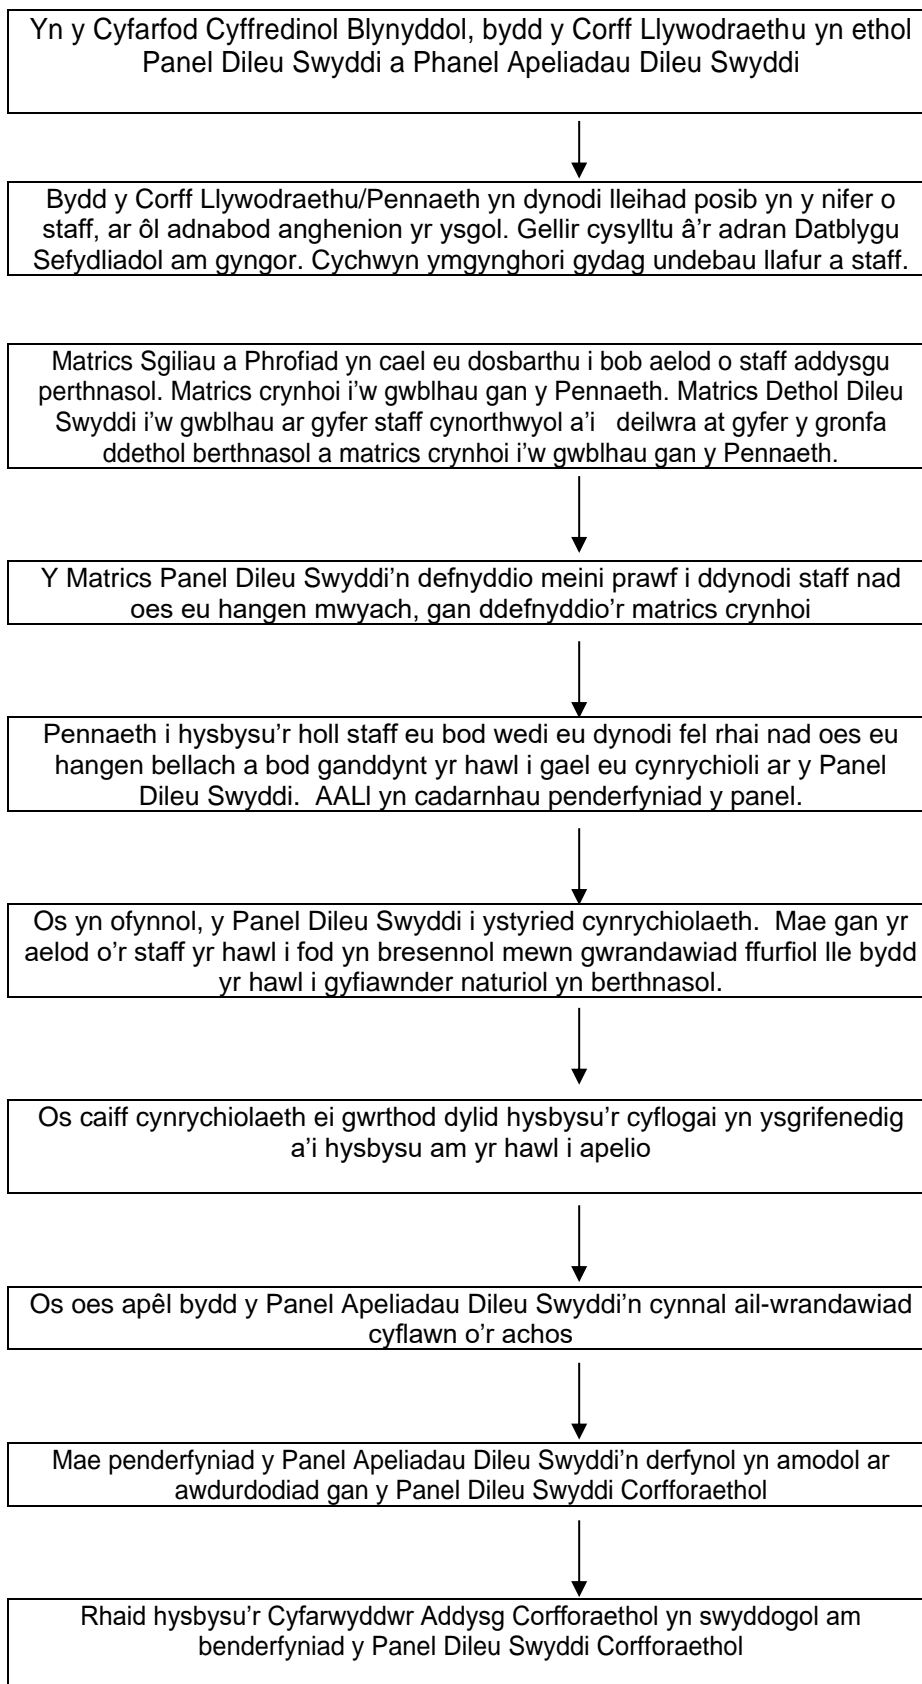 Yn y Cyfarfod Cyffredinol Blynyddol, bydd y Corff Llywodraethu yn ethol
Panel Dileu Swyddi a Phanel Apeliadau Dileu Swyddi
Bydd y Corff Llywodraethu/Pennaeth yn dynodi lleihad posib yn y nifer o
staff, ar ôl adnabod anghenion yr ysgol. Gellir cysylltu â’r adran Datblygu
Sefydliadol am gyngor. Cychwyn ymgynghori gydag undebau llafur a staff.
Matrics Sgiliau a Phrofiad yn cael eu dosbarthu i bob aelod o staff addysgu
perthnasol. Matrics crynhoi i’w gwblhau gan y Pennaeth. Matrics Dethol Dileu
Swyddi i’w gwblhau ar gyfer staff cynorthwyol a’i deilwra at gyfer y gronfa
ddethol berthnasol a matrics crynhoi i’w gwblhau gan y Pennaeth.
Y Matrics Panel Dileu Swyddi’n defnyddio meini prawf i ddynodi staff nad
oes eu hangen mwyach, gan ddefnyddio’r matrics crynhoi
Pennaeth i hysbysu’r holl staff eu bod wedi eu dynodi fel rhai nad oes eu
hangen bellach a bod ganddynt yr hawl i gael eu cynrychioli ar y Panel
Dileu Swyddi. AALl yn cadarnhau penderfyniad y panel.
Os yn ofynnol, y Panel Dileu Swyddi i ystyried cynrychiolaeth. Mae gan yr
aelod o’r staff yr hawl i fod yn bresennol mewn gwrandawiad ffurfiol lle bydd
yr hawl i gyfiawnder naturiol yn berthnasol.
Os caiff cynrychiolaeth ei gwrthod dylid hysbysu’r cyflogai yn ysgrifenedig
a’i hysbysu am yr hawl i apelio
Os oes apêl bydd y Panel Apeliadau Dileu Swyddi’n cynnal ail-wrandawiad
cyflawn o’r achos
Mae penderfyniad y Panel Apeliadau Dileu Swyddi’n derfynol yn amodol ar
awdurdodiad gan y Panel Dileu Swyddi Corfforaethol
Rhaid hysbysu’r Cyfarwyddwr Addysg Corfforaethol yn swyddogol am
benderfyniad y Panel Dileu Swyddi Corfforaethol